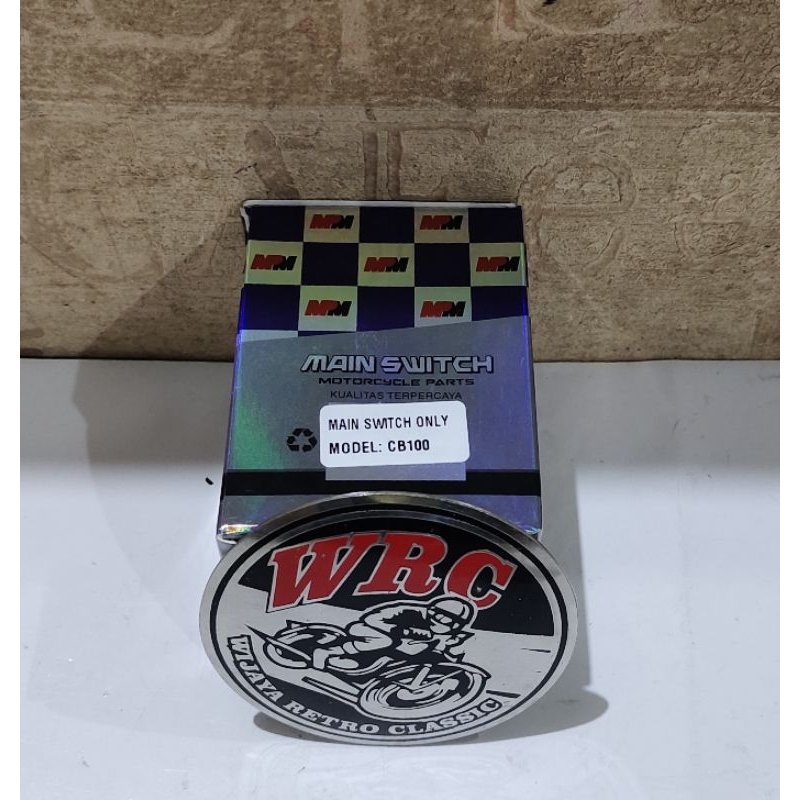 MPM MPM
MPM MPM MPM
MPM MPM
MAIN SWITCH
MOTORCYCLE PARTS
KUALITAS TERPERCAYA
MAIN SWITCH ONLY
MODEL: CB100
WRC
WIJAYA RETRO CLASSIC